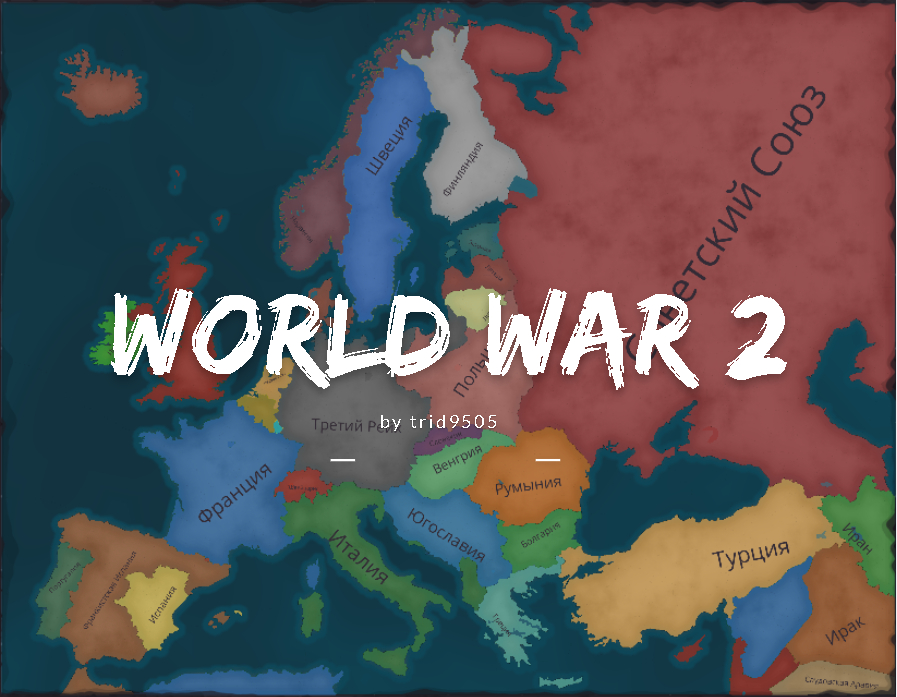 Швеция
Финляндия
Советский Союз
WORLD WAR 2
Польша
by trid9505
Третий Рейх
Венгрия
Румыния
Франция
Югославия
Болгария
Италия
Турция
Иран
Португалия
Франкистская Испания
Испания
Греция
Ирак
Саудовская Аравия